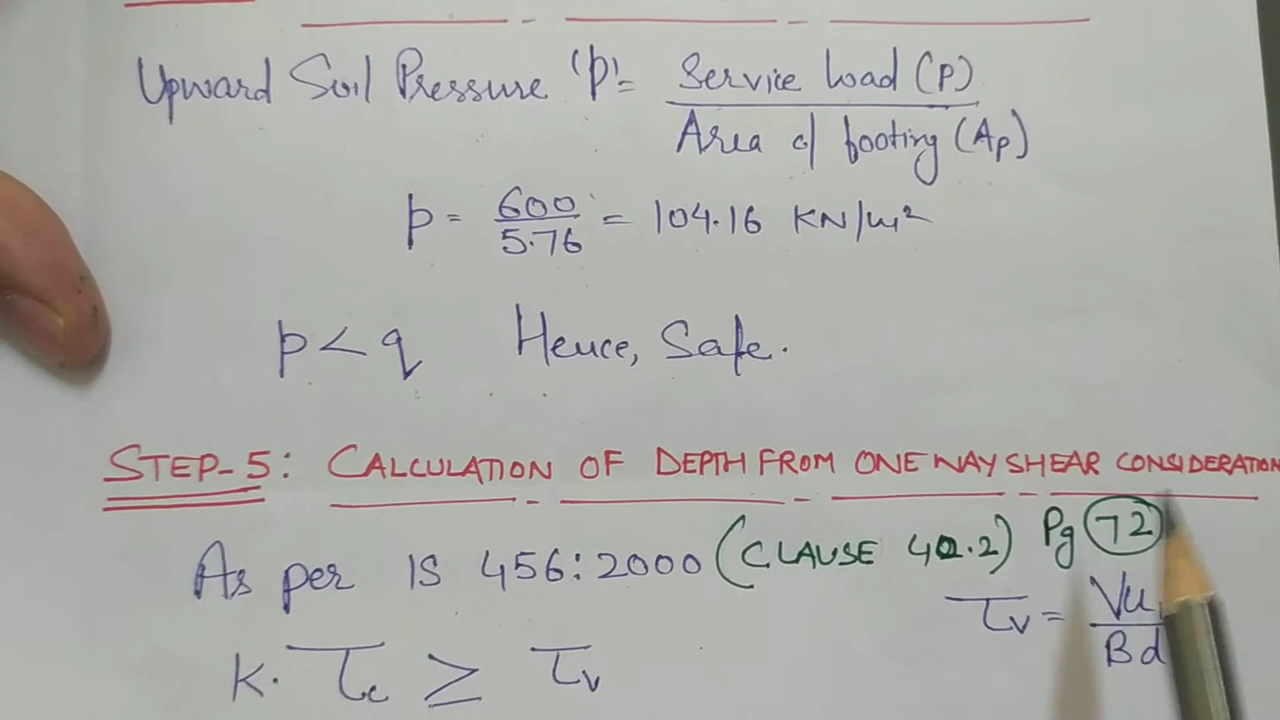 Upward Soil Pressure 'p' = Service load (P)
Area of footing (Ap)
p = 600 / 5.76 = 104.16 KN/m²
p < q Hence, Safe.
STEP-5: CALCULATION OF DEPTH FROM ONE WAY SHEAR CONSIDERATION
As per IS 456:2000 (CLAUSE 40.2) Pg 72
τv = Vu / Bd
K. τc ≥ τv